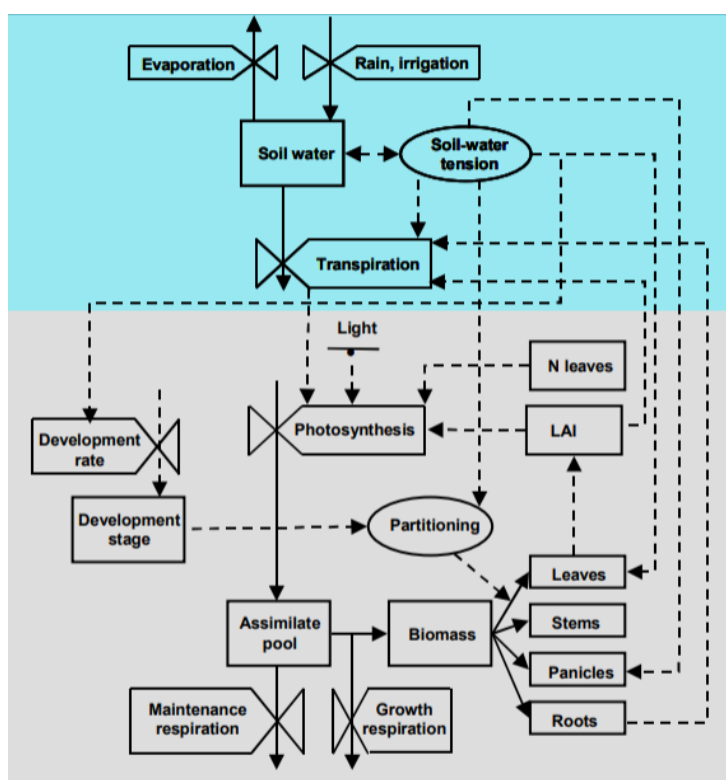 Evaporation
Rain, irrigation
Soil water
Soil-water
tension
Transpiration
Light
N leaves
Photosynthesis
LAI
Development
rate
Development
stage
Partitioning
Leaves
Assimilate
pool
Biomass
Stems
Panicles
Maintenance
respiration
Growth
respiration
Roots